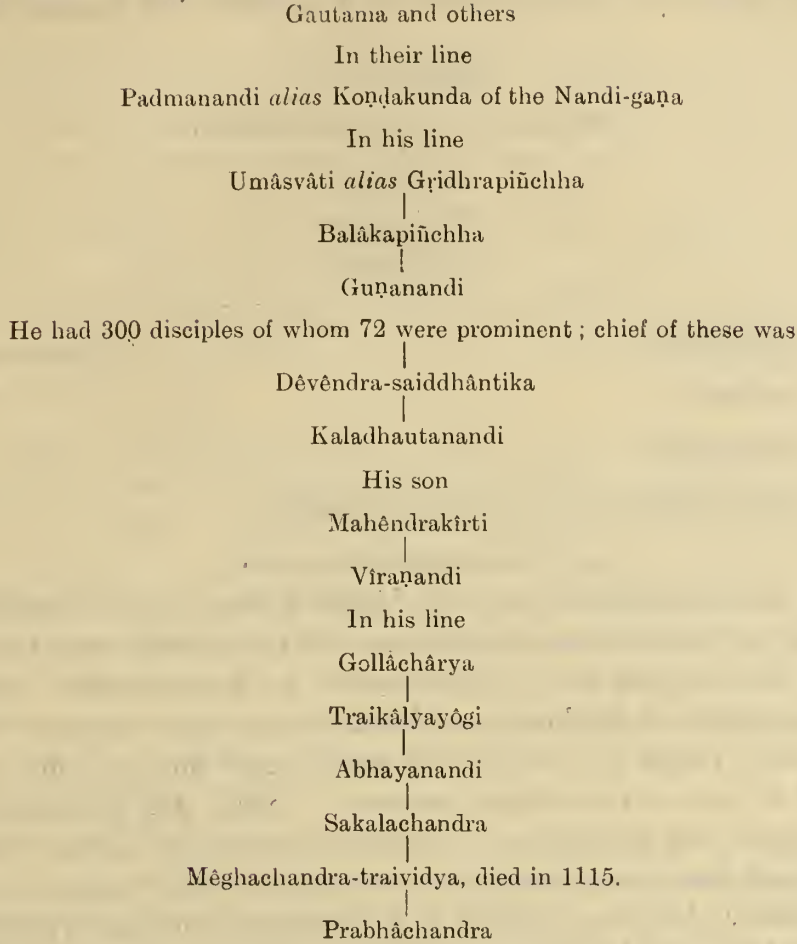 Gautama and others
In their line
Padmanandi alias Koṇḍakunda of the Nandi-gaṇa
In his line
Umâsvâti alias Gṛidhrapiñchha
Balâkapiñchha
Guṇanandi
He had 300 disciples of whom 72 were prominent ; chief of these was
Dêvêndra-saiddhântika
Kaladhautanandi
His son
Mahêndrakîrti
Vîraṇandi
In his line
Gollâchârya
Traikâlyayôgi
Abhayanandi
Sakalachandra
Mêghachandra-traividya, died in 1115.
Prabhâchandra